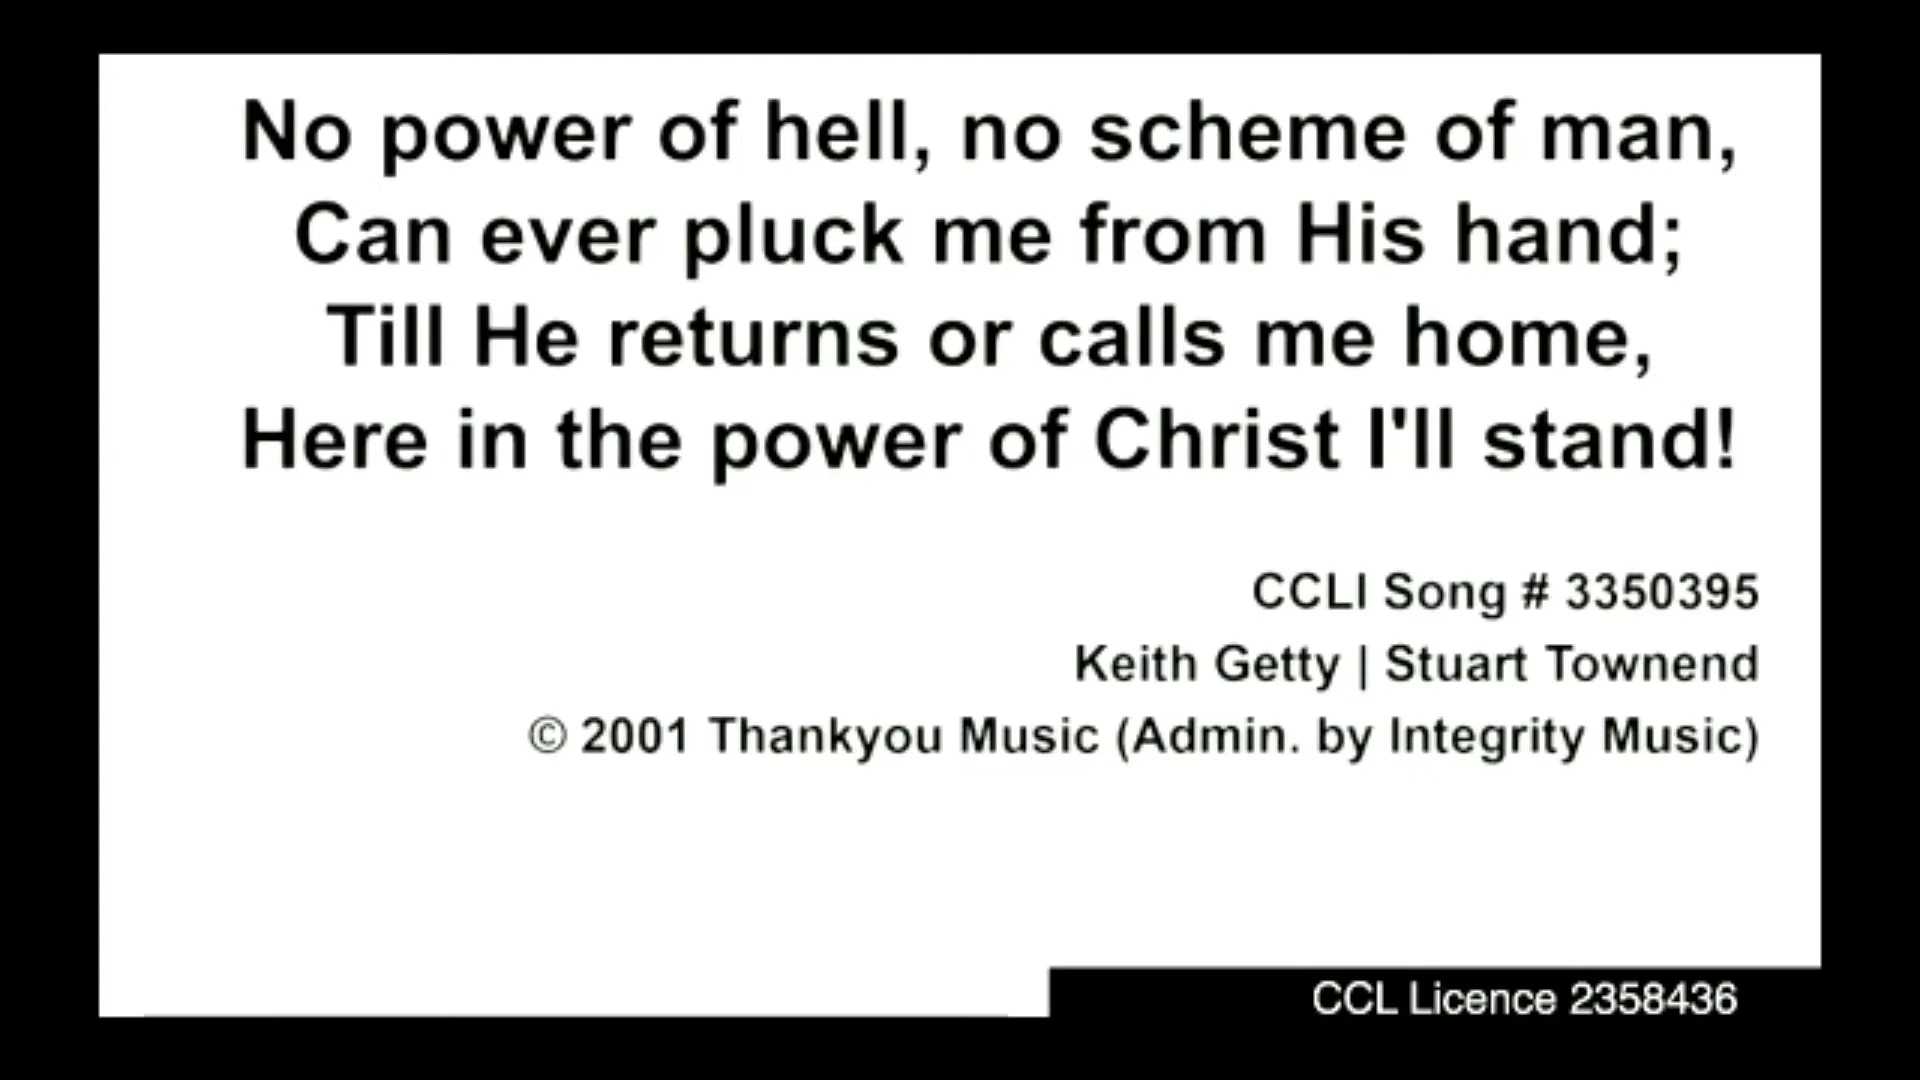 No power of hell, no scheme of man,
Can ever pluck me from His hand;
Till He returns or calls me home,
Here in the power of Christ I'll stand!
CCLI Song # 3350395
Keith Getty | Stuart Townend
© 2001 Thankyou Music (Admin. by Integrity Music)
CCL Licence 2358436